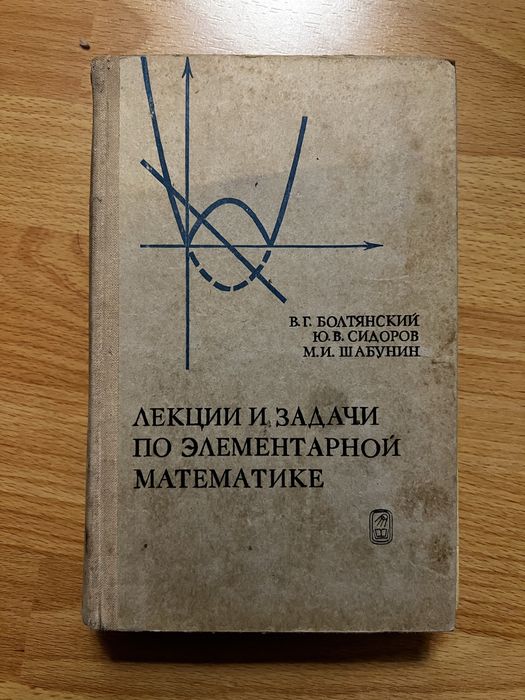 В.Г. БОЛТЯНСКИЙ
Ю.В. СИДОРОВ
М.И. ШАБУНИН
ЛЕКЦИИ И ЗАДАЧИ
ПО ЭЛЕМЕНТАРНОЙ
МАТЕМАТИКЕ